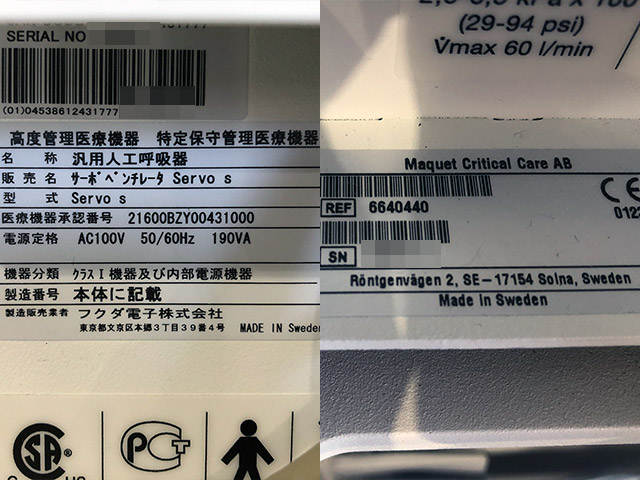 SERIAL NO
(01)04538612431777
高度管理医療機器 特定保守管理医療機器
名 称 汎用人工呼吸器
販 売 名 サーボベンチレータ Servo s
型 式 Servo s
医療機器承認番号 21600BZY00431000
電源定格 AC100V 50/60Hz 190VA
機器分類 クラスⅠ機器及び内部電源機器
製造番号 本体に記載
製造販売業者 フクダ電子株式会社
東京都文京区本郷3丁目39番4号 MADE IN Sweden
CSA
PCT
(29-94 psi)
V̇max 60 l/min
Maquet Critical Care AB
REF 6640440
CE
SN
Röntgenvägen 2, SE-17154 Solna, Sweden
Made in Sweden